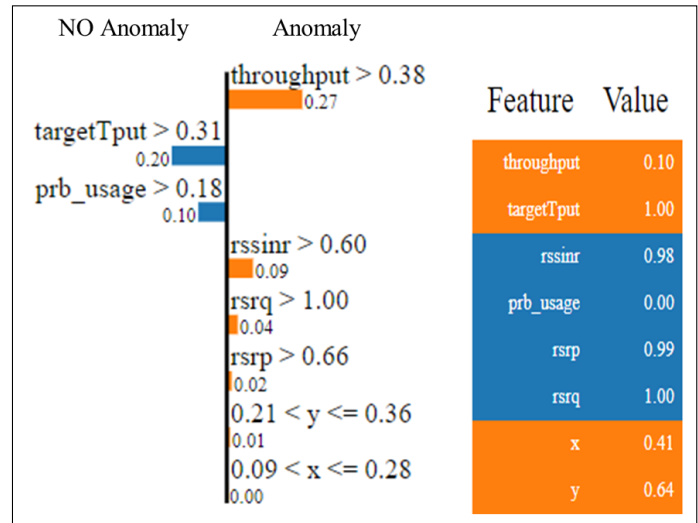 NO Anomaly
Anomaly
throughput > 0.38
0.27
targetTput > 0.31
0.20
prb_usage > 0.18
0.10
rssinr > 0.60
0.09
rsrq > 1.00
0.04
rsrp > 0.66
0.02
0.21 < y <= 0.36
0.01
0.09 < x <= 0.28
0.00
Feature Value
throughput 0.10
targetTput 1.00
rssinr 0.98
prb_usage 0.00
rsrp 0.99
rsrq 1.00
x 0.41
y 0.64